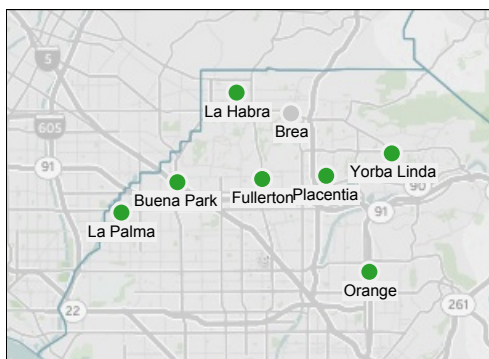 5
La Habra
Brea
605
91
Yorba Linda
Buena Park
Fullerton
Placentia
90
La Palma
91
Orange
22
261